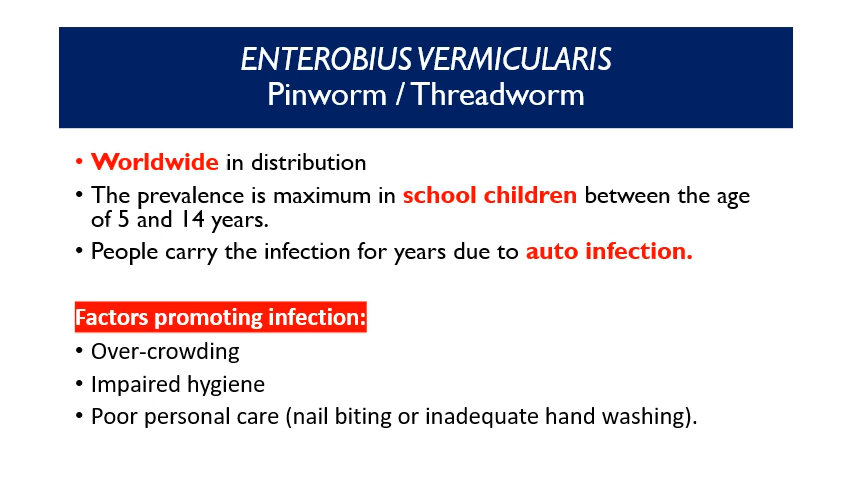 ENTEROBIUS VERMICULARIS
Pinworm / Threadworm
• Worldwide in distribution
• The prevalence is maximum in school children between the age
of 5 and 14 years.
• People carry the infection for years due to auto infection.
Factors promoting infection:
• Over-crowding
• Impaired hygiene
• Poor personal care (nail biting or inadequate hand washing).